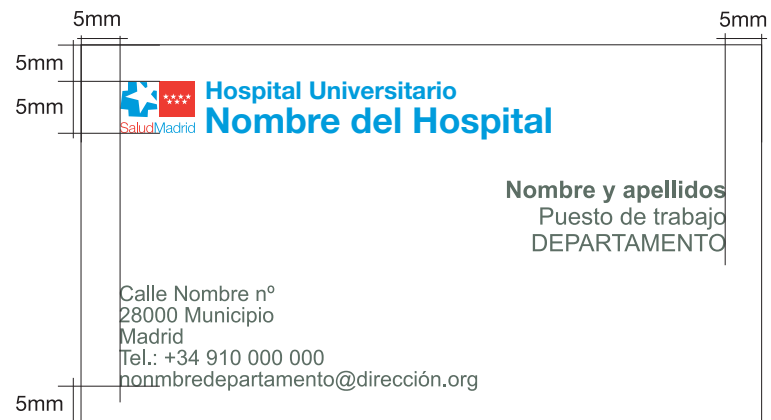 5mm
5mm
5mm
5mm
SaludMadrid
Hospital Universitario
Nombre del Hospital
Nombre y apellidos
Puesto de trabajo
DEPARTAMENTO
Calle Nombre nº
28000 Municipio
Madrid
Tel.: +34 910 000 000
nonmbredepartamento@dirección.org
5mm